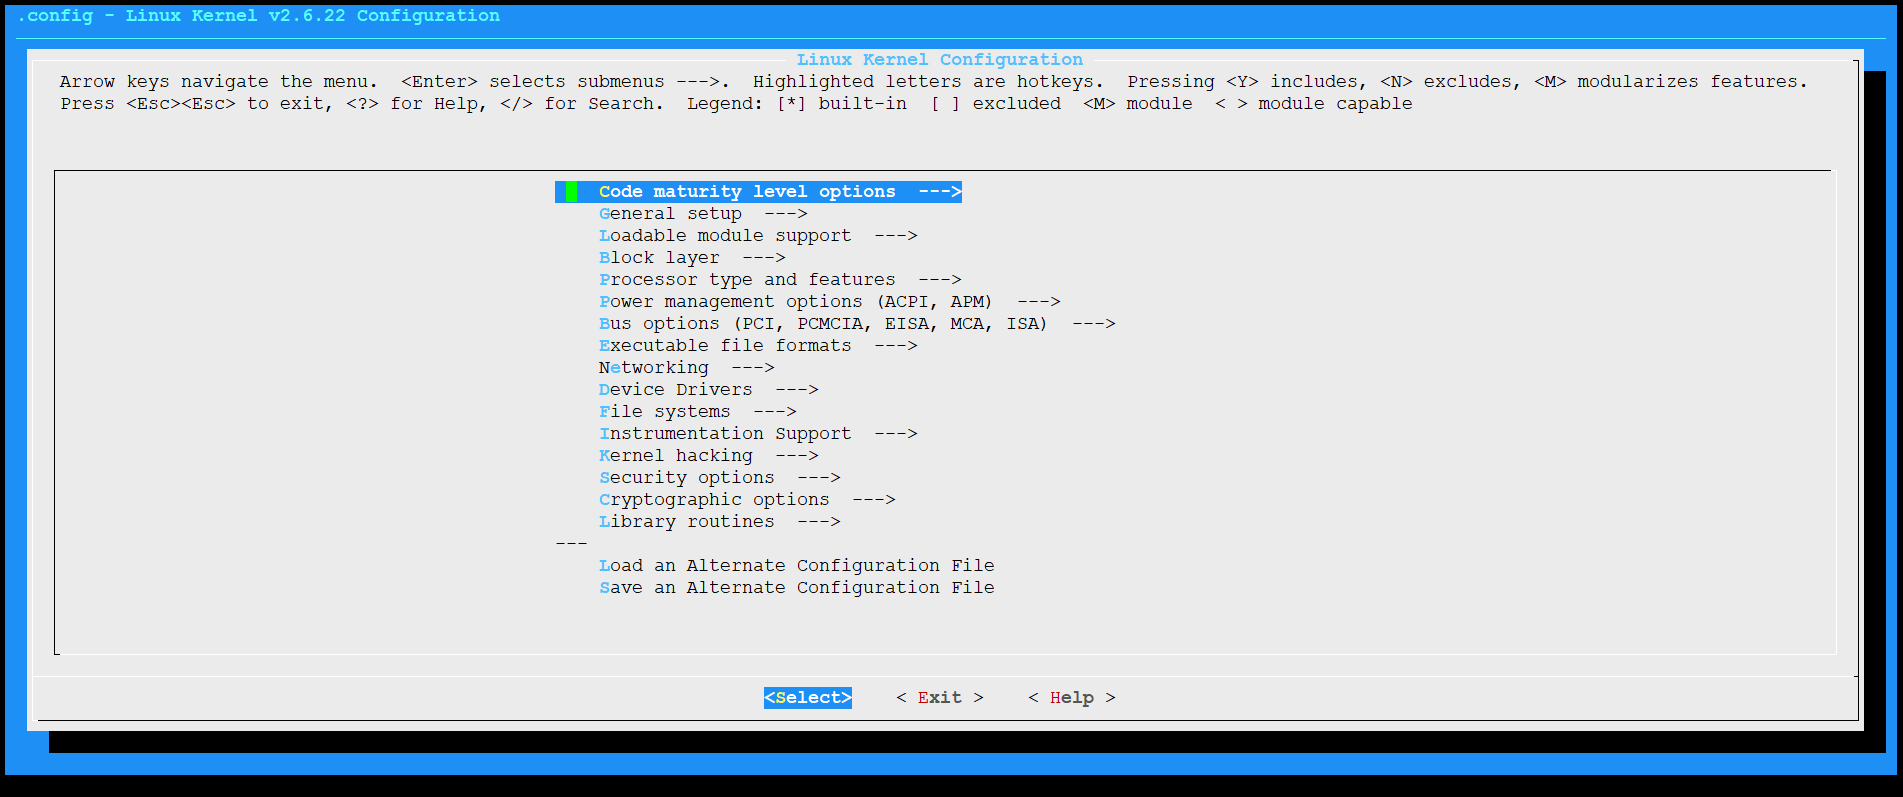 .config - Linux Kernel v2.6.22 Configuration
Linux Kernel Configuration
Arrow keys navigate the menu.  <Enter> selects submenus --->.  Highlighted letters are hotkeys.  Pressing <Y> includes, <N> excludes, <M> modularizes features.
Press <Esc><Esc> to exit, <?> for Help, </> for Search.  Legend: [*] built-in  [ ] excluded  <M> module  < > module capable
Code maturity level options  --->
General setup  --->
Loadable module support  --->
Block layer  --->
Processor type and features  --->
Power management options (ACPI, APM)  --->
Bus options (PCI, PCMCIA, EISA, MCA, ISA)  --->
Executable file formats  --->
Networking  --->
Device Drivers  --->
File systems  --->
Instrumentation Support  --->
Kernel hacking  --->
Security options  --->
Cryptographic options  --->
Library routines  --->
---
Load an Alternate Configuration File
Save an Alternate Configuration File
<Select>    < Exit >    < Help >